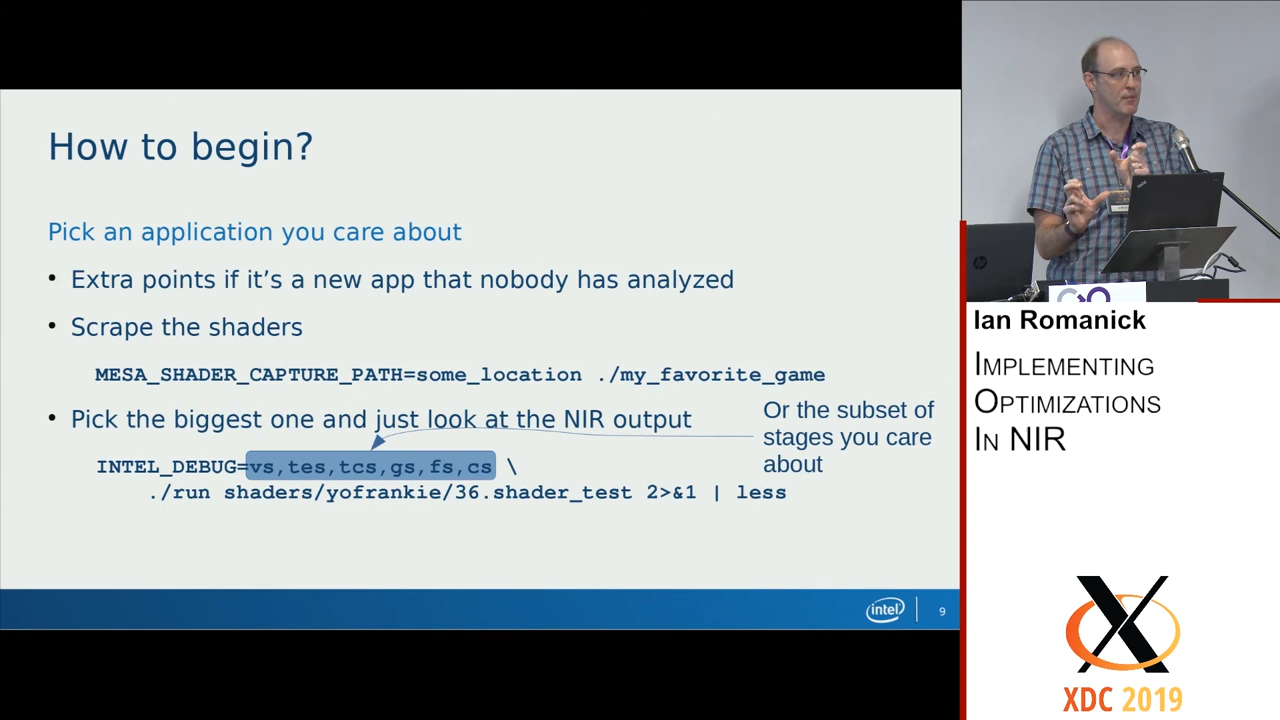 How to begin?
Pick an application you care about
• Extra points if it's a new app that nobody has analyzed
• Scrape the shaders
MESA_SHADER_CAPTURE_PATH=some_location ./my_favorite_game
• Pick the biggest one and just look at the NIR output
Or the subset of
stages you care
about
INTEL_DEBUG=vs,tes,tcs,gs,fs,cs \
./run shaders/yofrankie/36.shader_test 2>&1 | less
intel
9
hp
Ian Romanick
IMPLEMENTING
OPTIMIZATIONS
IN NIR
X
XDC 2019